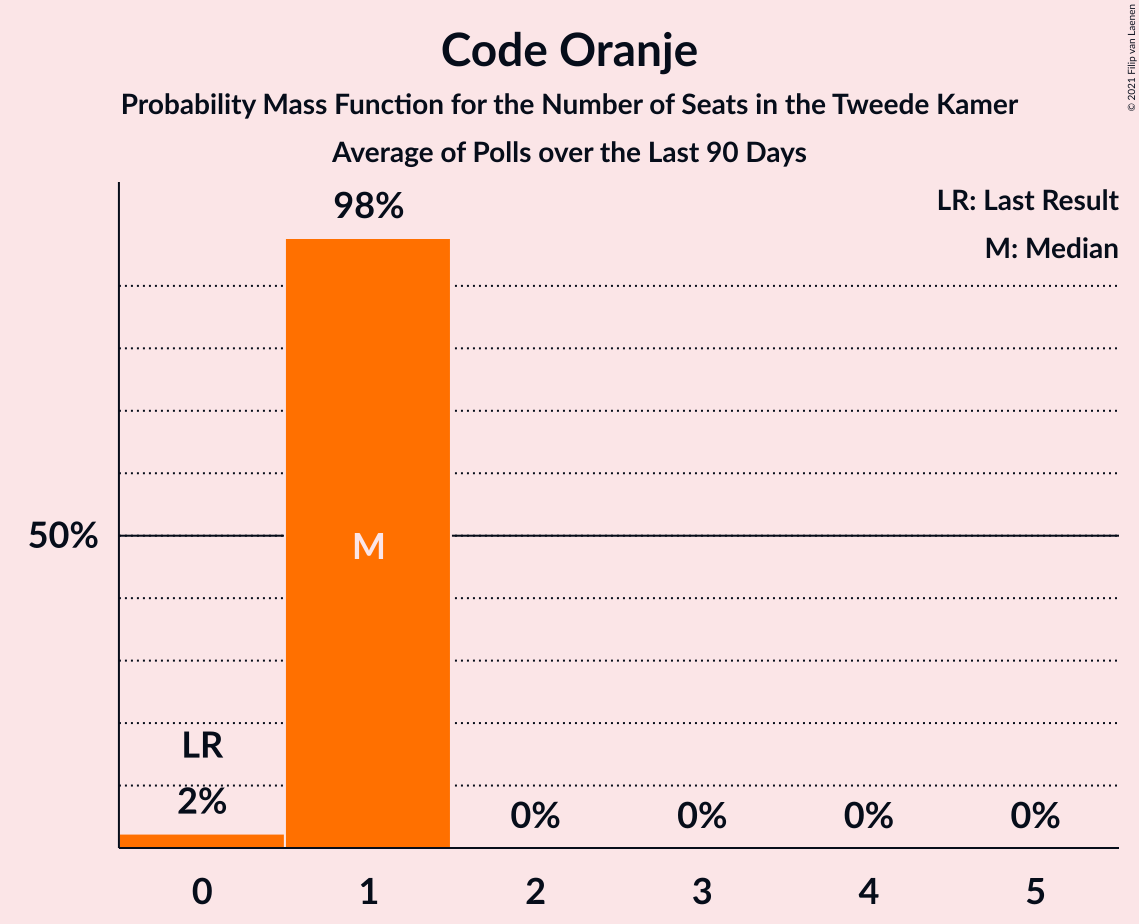 Code Oranje
Probability Mass Function for the Number of Seats in the Tweede Kamer
Average of Polls over the Last 90 Days
© 2021 Filip van Laenen
LR: Last Result
M: Median
98%
50%
M
LR
2%
0%
0%
0%
0%
0
1
2
3
4
5